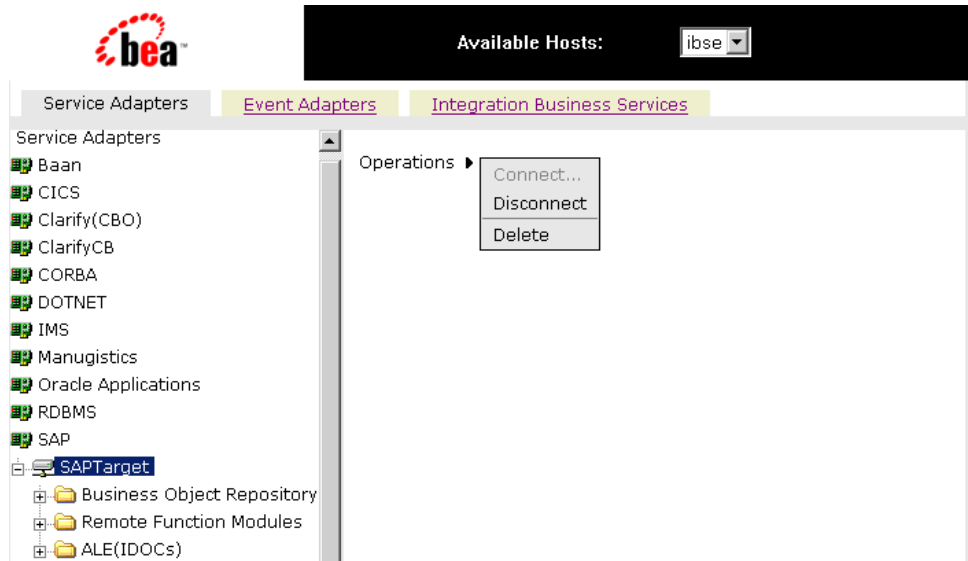 bea
Available Hosts: ibse
Service Adapters Event Adapters Integration Business Services
Service Adapters
Baan
CICS
Clarify(CBO)
ClarifyCB
CORBA
DOTNET
IMS
Manugistics
Oracle Applications
RDBMS
SAP
SAPTarget
Business Object Repository
Remote Function Modules
ALE(IDOCs)
Operations
Connect...
Disconnect
Delete